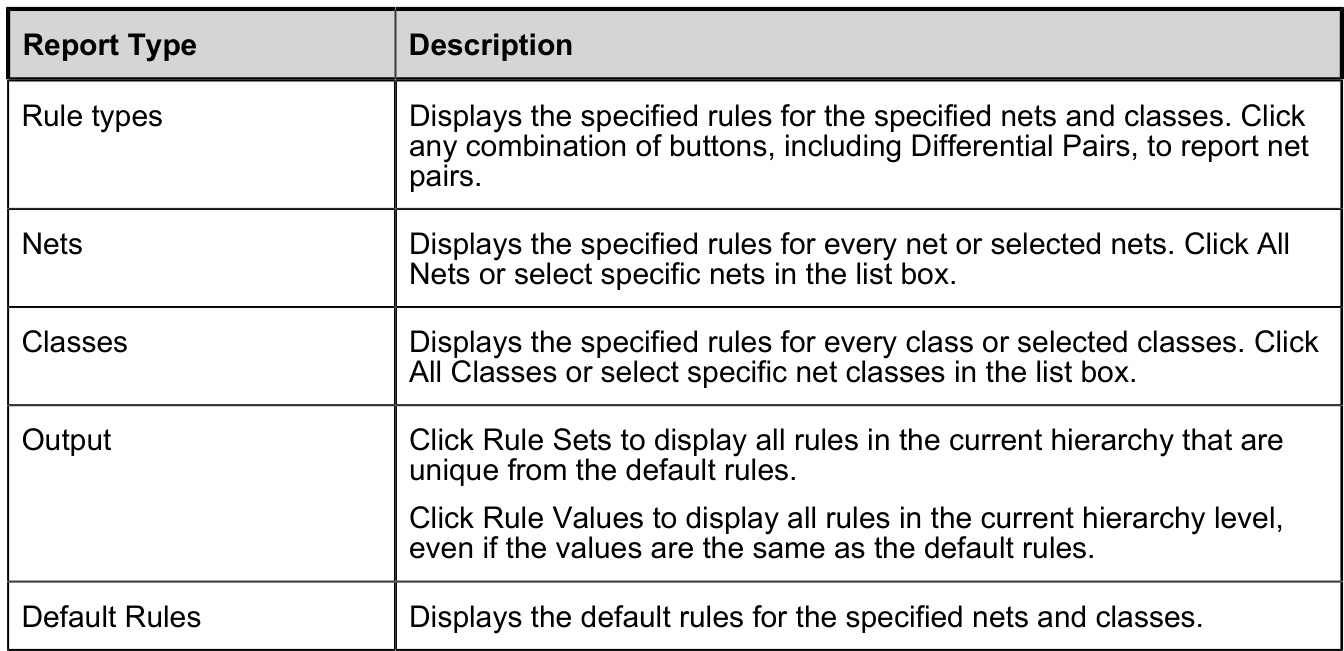 Report Type
Description
Rule types
Displays the specified rules for the specified nets and classes. Click
any combination of buttons, including Differential Pairs, to report net
pairs.
Nets
Displays the specified rules for every net or selected nets. Click All
Nets or select specific nets in the list box.
Classes
Displays the specified rules for every class or selected classes. Click
All Classes or select specific net classes in the list box.
Output
Click Rule Sets to display all rules in the current hierarchy that are
unique from the default rules.
Click Rule Values to display all rules in the current hierarchy level,
even if the values are the same as the default rules.
Default Rules
Displays the default rules for the specified nets and classes.